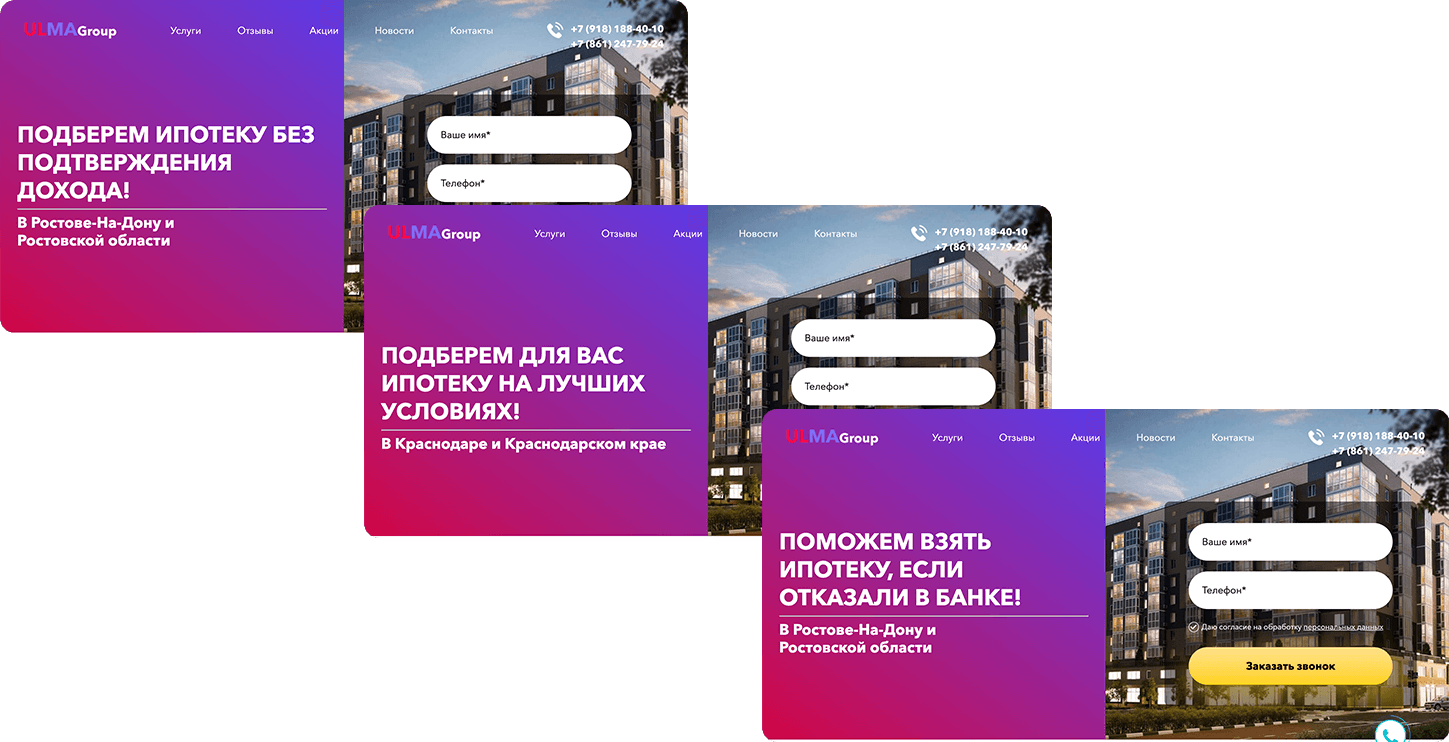 ULMAGroup
Услуги
Отзывы
Акции
Новости
Контакты
+7 (918) 188-40-10
+7 (861) 247-79-24
ПОДБЕРЕМ ИПОТЕКУ БЕЗ
ПОДТВЕРЖДЕНИЯ
ДОХОДА!
В Ростове-На-Дону и
Ростовской области
Ваше имя*
Телефон*
ULMAGroup
Услуги
Отзывы
Акции
Новости
Контакты
+7 (918) 188-40-10
+7 (861) 247-79-24
ПОДБЕРЕМ ДЛЯ ВАС
ИПОТЕКУ НА ЛУЧШИХ
УСЛОВИЯХ!
В Краснодаре и Краснодарском крае
Ваше имя*
Телефон*
ULMAGroup
Услуги
Отзывы
Акции
Новости
Контакты
+7 (918) 188-40-10
+7 (861) 247-79-24
ПОМОЖЕМ ВЗЯТЬ
ИПОТЕКУ, ЕСЛИ
ОТКАЗАЛИ В БАНКЕ!
В Ростове-На-Дону и
Ростовской области
Ваше имя*
Телефон*
Даю согласие на обработку персональных данных
Заказать звонок